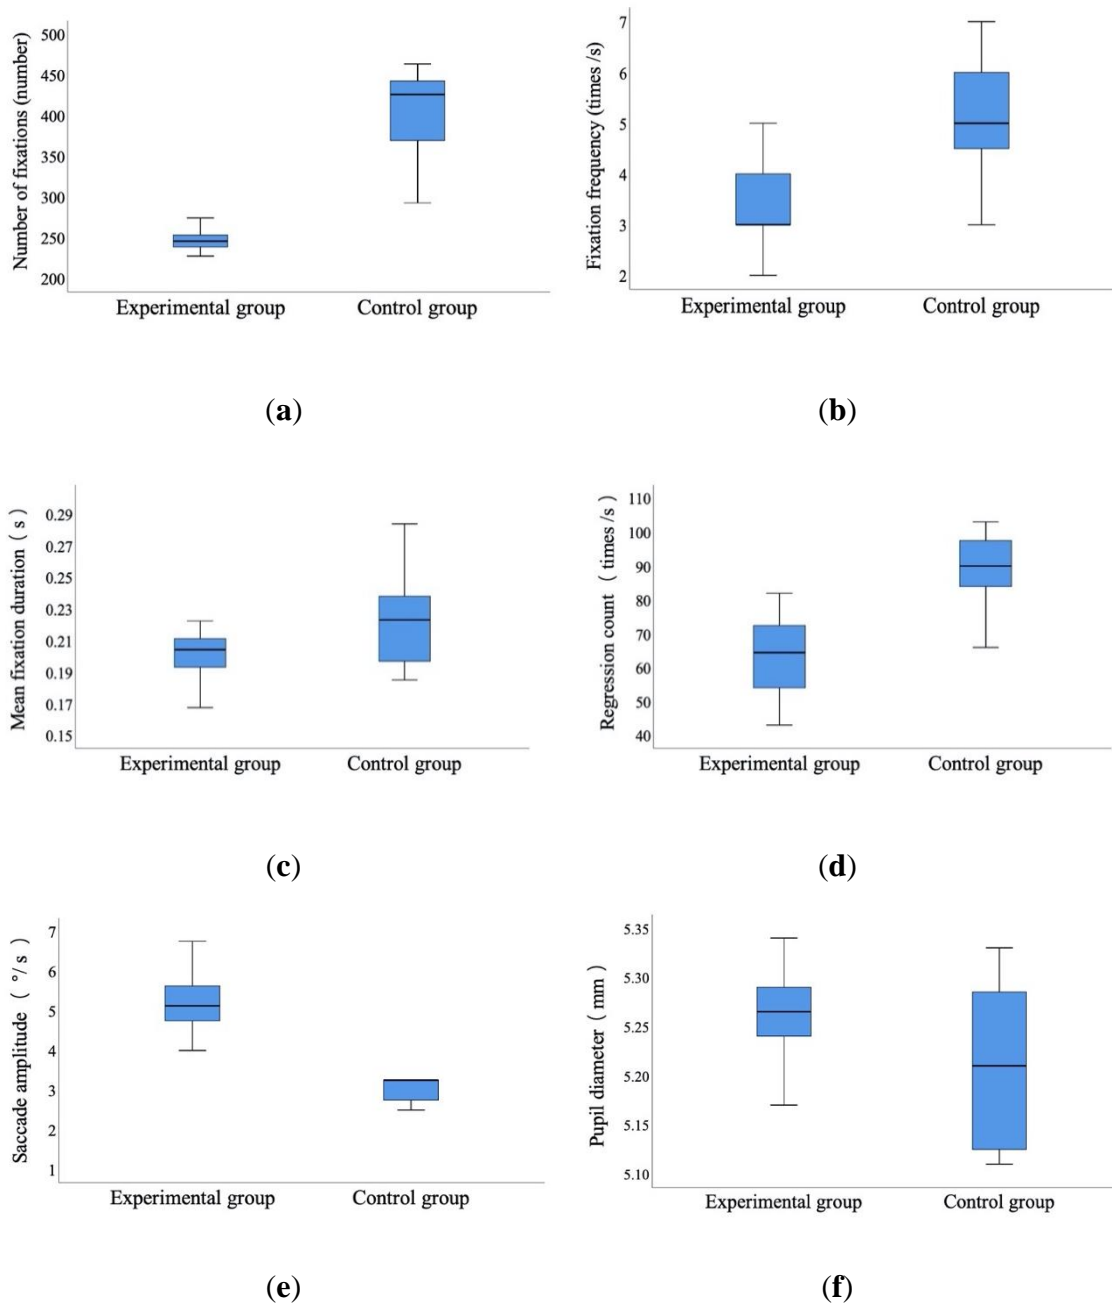 Number of fixations (number)
500
450
400
350
300
250
200
Experimental group
Control group
(a)
Fixation frequency (times /s)
7
6
5
4
3
2
Experimental group
Control group
(b)
Mean fixation duration ( s )
0.29
0.27
0.25
0.23
0.21
0.19
0.17
0.15
Experimental group
Control group
(c)
Regression count ( times /s )
110
100
90
80
70
60
50
40
Experimental group
Control group
(d)
Saccade amplitude ( °/ s )
7
6
5
4
3
2
1
Experimental group
Control group
(e)
Pupil diameter ( mm )
5.35
5.30
5.25
5.20
5.15
5.10
Experimental group
Control group
(f)